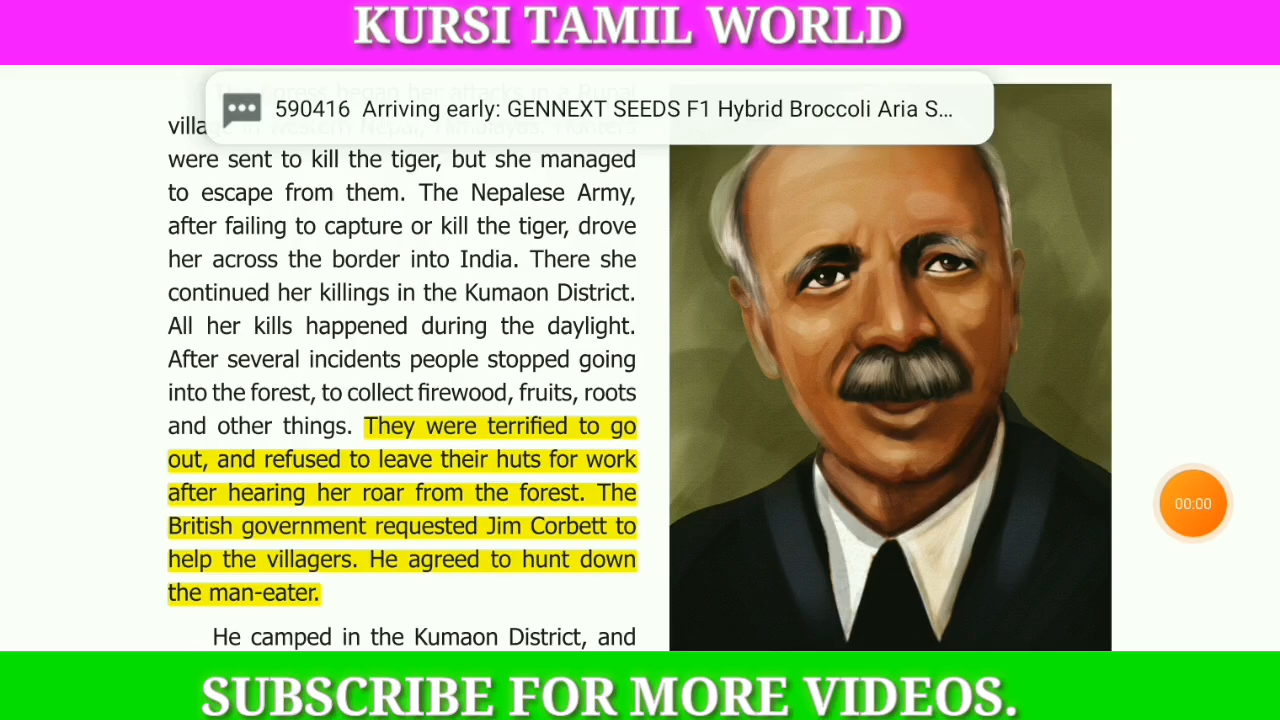 KURSI TAMIL WORLD
590416 Arriving early: GENNEXT SEEDS F1 Hybrid Broccoli Aria S...
villa
were sent to kill the tiger, but she managed
to escape from them. The Nepalese Army,
after failing to capture or kill the tiger, drove
her across the border into India. There she
continued her killings in the Kumaon District.
All her kills happened during the daylight.
After several incidents people stopped going
into the forest, to collect firewood, fruits, roots
and other things. They were terrified to go
out, and refused to leave their huts for work
after hearing her roar from the forest. The
British government requested Jim Corbett to
help the villagers. He agreed to hunt down
the man-eater.
He camped in the Kumaon District, and
00:00
SUBSCRIBE FOR MORE VIDEOS.